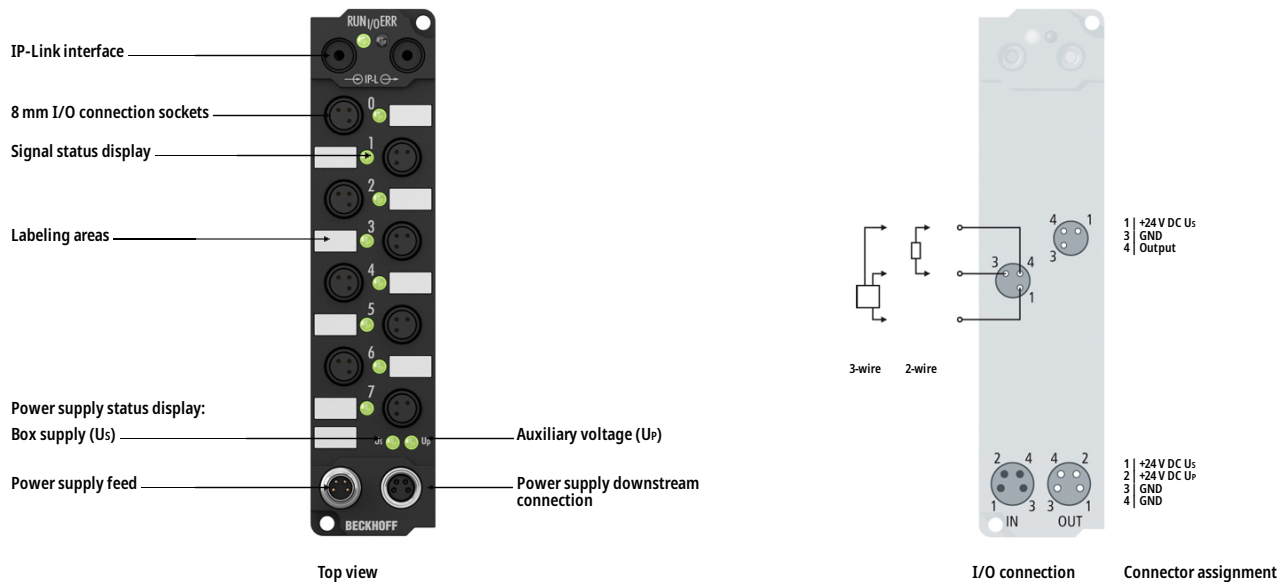 RUN I/O ERR
IP-Link interface
IP-L
8 mm I/O connection sockets
0
Signal status display
1
2
Labeling areas
3
4
5
6
7
Power supply status display:
Box supply (Us)
Us Up
Auxiliary voltage (UP)
Power supply feed
Power supply downstream
connection
BECKHOFF
Top view
4 1
3
1 | +24 V DC Us
3 | GND
4 | Output
3 4
1
3-wire 2-wire
2 4 4 2
1 3 3 1
IN OUT
1 | +24 V DC Us
2 | +24 V DC UP
3 | GND
4 | GND
I/O connection
Connector assignment